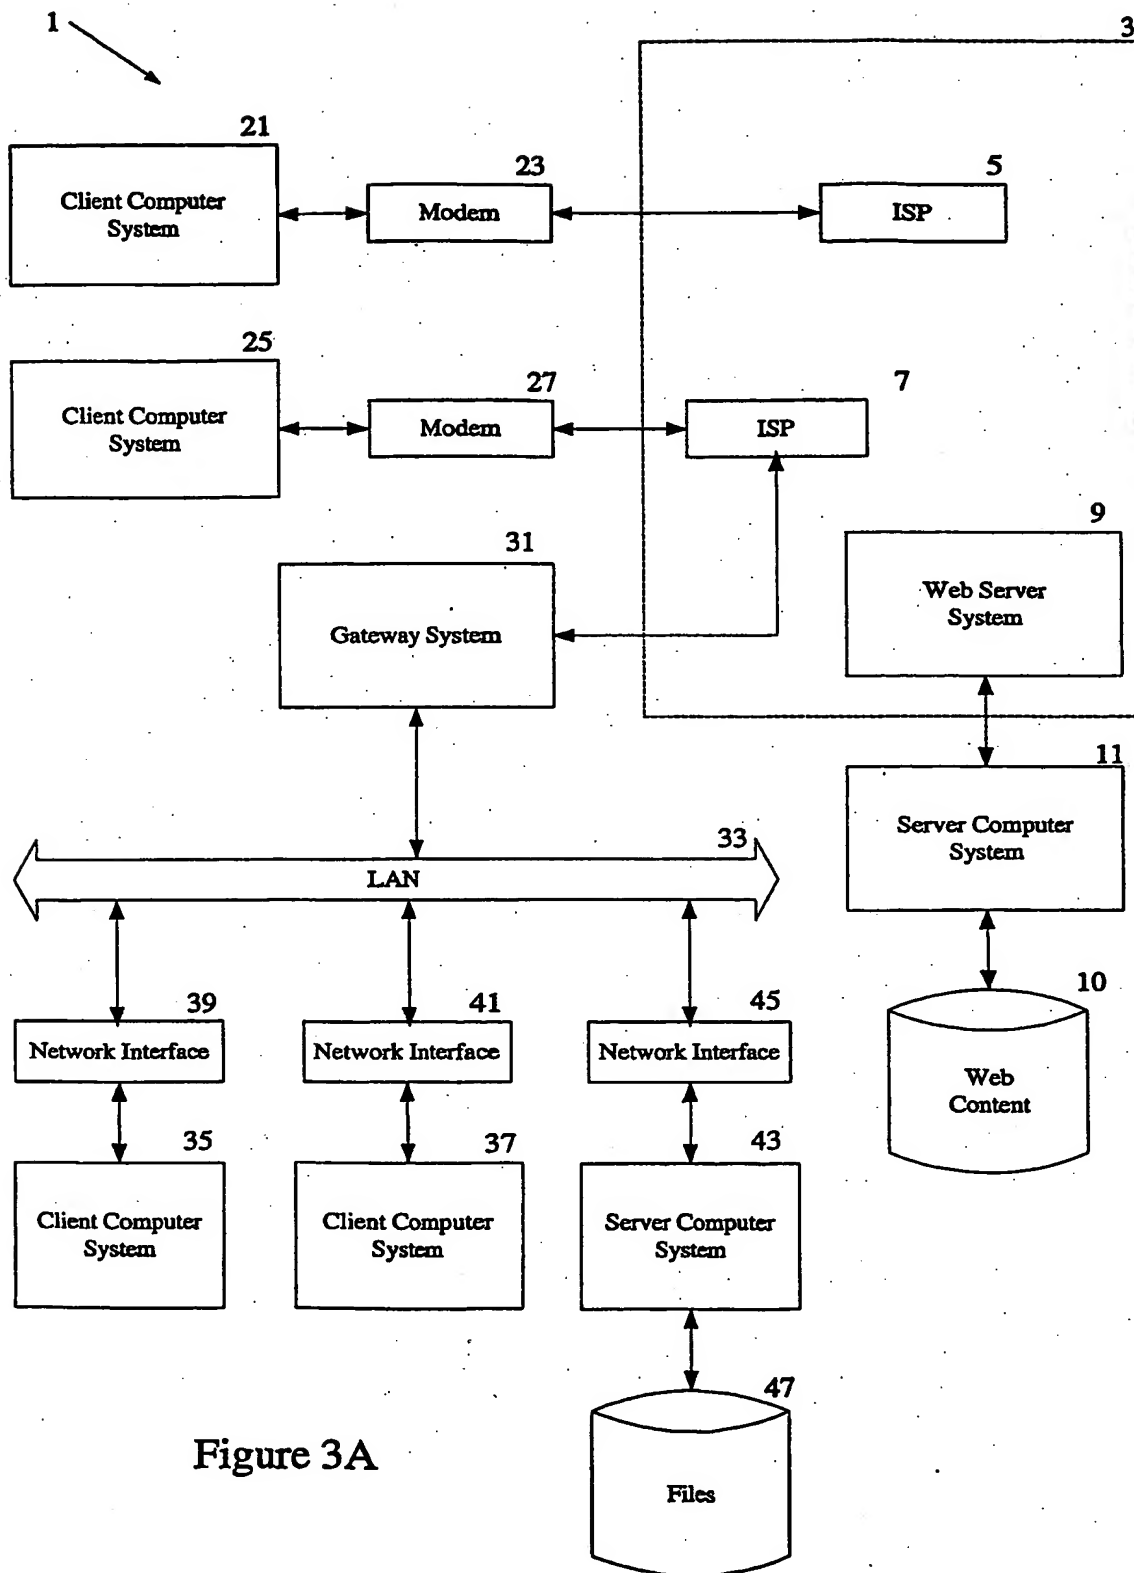 1
3
21
23
5
Client Computer
System
Modem
ISP
25
27
7
Client Computer
System
Modem
ISP
31
9
Gateway System
Web Server
System
11
33
Server Computer
System
LAN
10
39
41
45
Network Interface
Network Interface
Network Interface
Web
Content
35
37
43
Client Computer
System
Client Computer
System
Server Computer
System
47
Files
Figure 3A